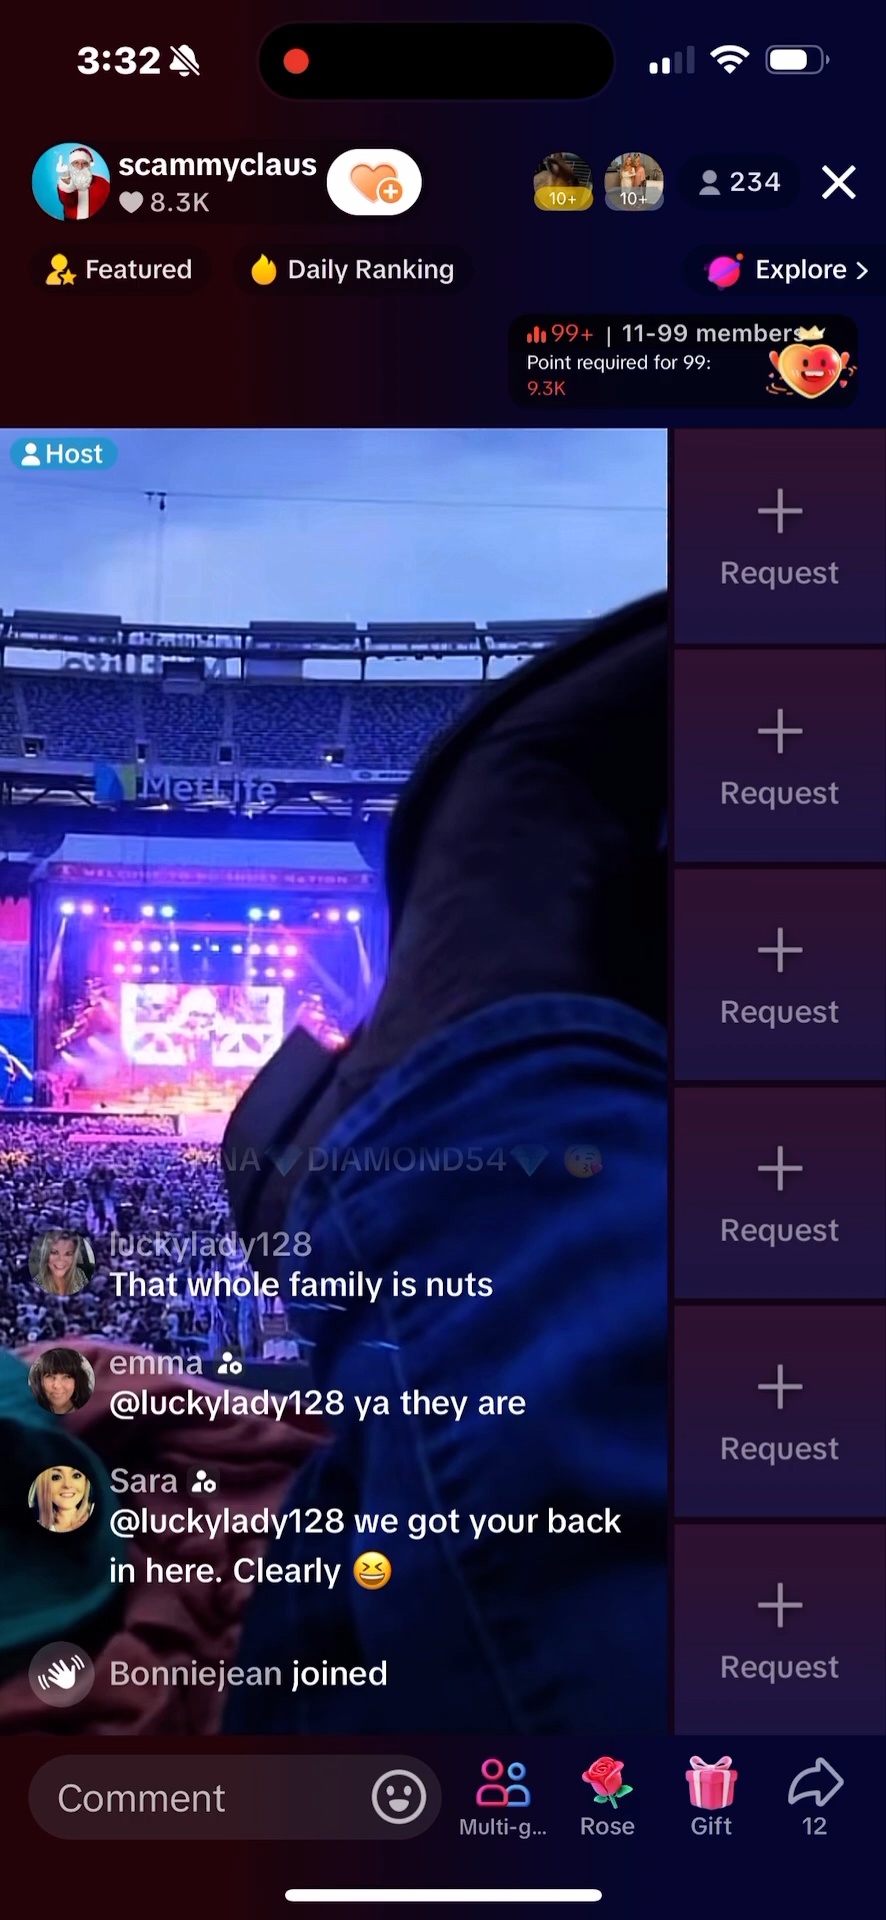 3:32
scammyclaus
8.3K
10+
10+
234
Featured
Daily Ranking
Explore >
99+ | 11-99 members
Point required for 99:
9.3K
Host
Request
MetLife
Request
Request
NA💎DIAMOND54💎 😘
Request
luckylady128
That whole family is nuts
emma
@luckylady128 ya they are
Request
Sara
@luckylady128 we got your back
in here. Clearly 😆
Request
Bonniejean joined
Comment
Multi-g...
Rose
Gift
12